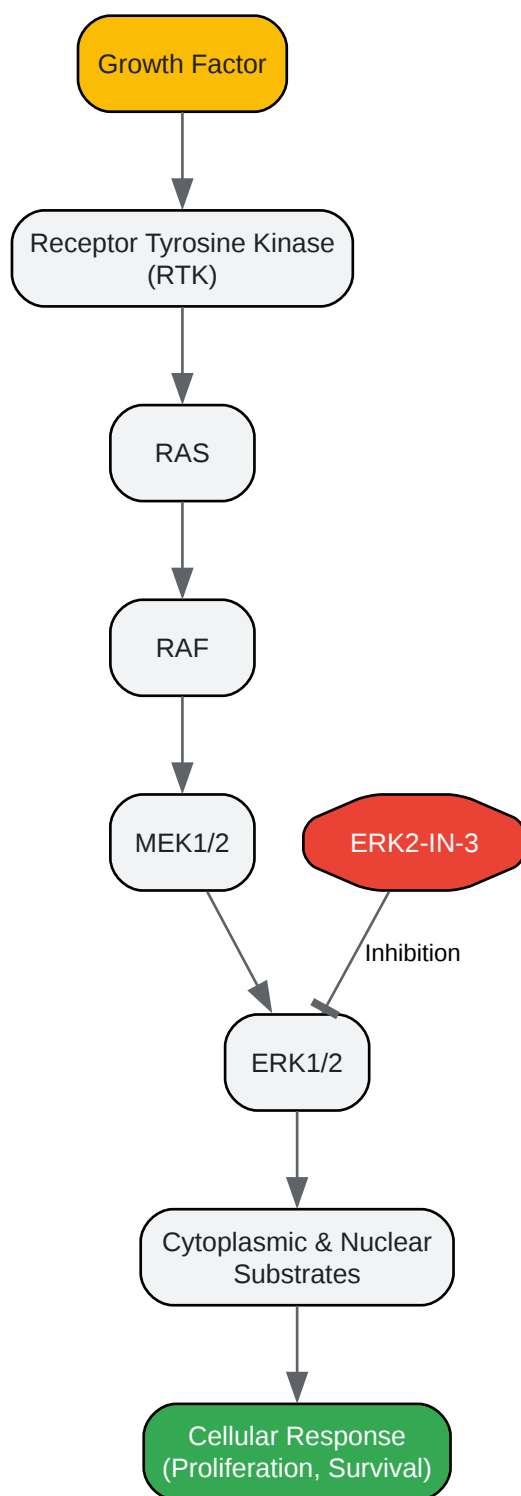 Growth Factor
Receptor Tyrosine Kinase
(RTK)
RAS
RAF
MEK1/2
ERK2-IN-3
Inhibition
ERK1/2
Cytoplasmic & Nuclear
Substrates
Cellular Response
(Proliferation, Survival)